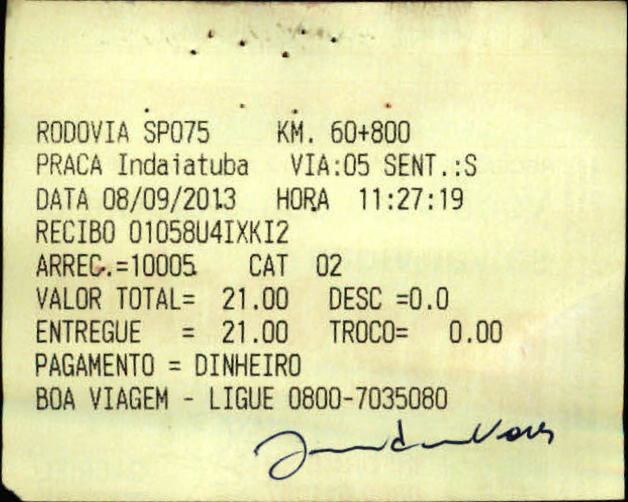 RODOVIA SP075 KM. 60+800
PRACA Indaiatuba VIA:05 SENT.:S
DATA 08/09/2013 HORA 11:27:19
RECIBO 01058U4IXKI2
ARREC.=10005 CAT 02
VALOR TOTAL= 21.00 DESC =0.0
ENTREGUE = 21.00 TROCO= 0.00
PAGAMENTO = DINHEIRO
BOA VIAGEM - LIGUE 0800-7035080